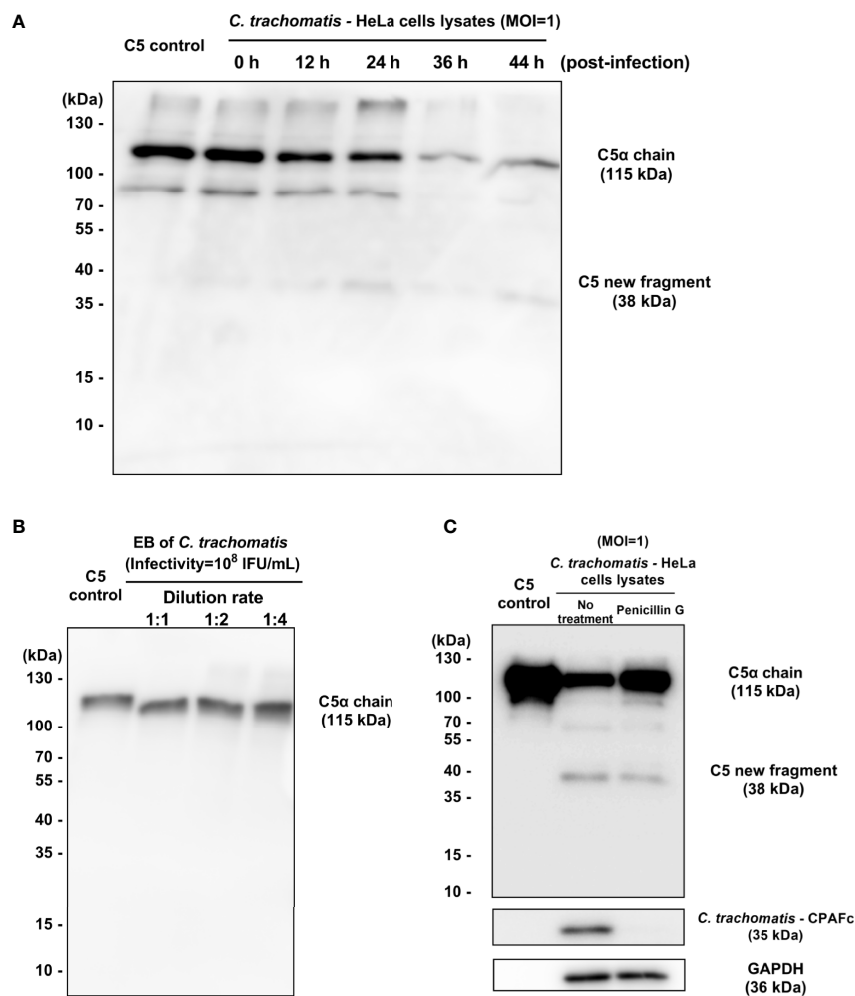 A
C. trachomatis - HeLa cells lysates (MOI=1)
C5 control
0 h 12 h 24 h 36 h 44 h (post-infection)
(kDa)
130 -
100 -
70 -
55 -
40 -
35 -
15 -
10 -
C5α chain
(115 kDa)
C5 new fragment
(38 kDa)
B
EB of C. trachomatis
(Infectivity=10⁸ IFU/mL)
C5
control
Dilution rate
1:1 1:2 1:4
(kDa)
130 -
100 -
70 -
55 -
40 -
35 -
15 -
10 -
C5α chain
(115 kDa)
C
(MOI=1)
C. trachomatis - HeLa
cells lysates
C5
control
No
treatment
Penicillin G
(kDa)
130 -
100 -
70 -
55 -
40 -
35 -
15 -
10 -
C5α chain
(115 kDa)
C5 new fragment
(38 kDa)
C. trachomatis - CPAFc
(35 kDa)
GAPDH
(36 kDa)